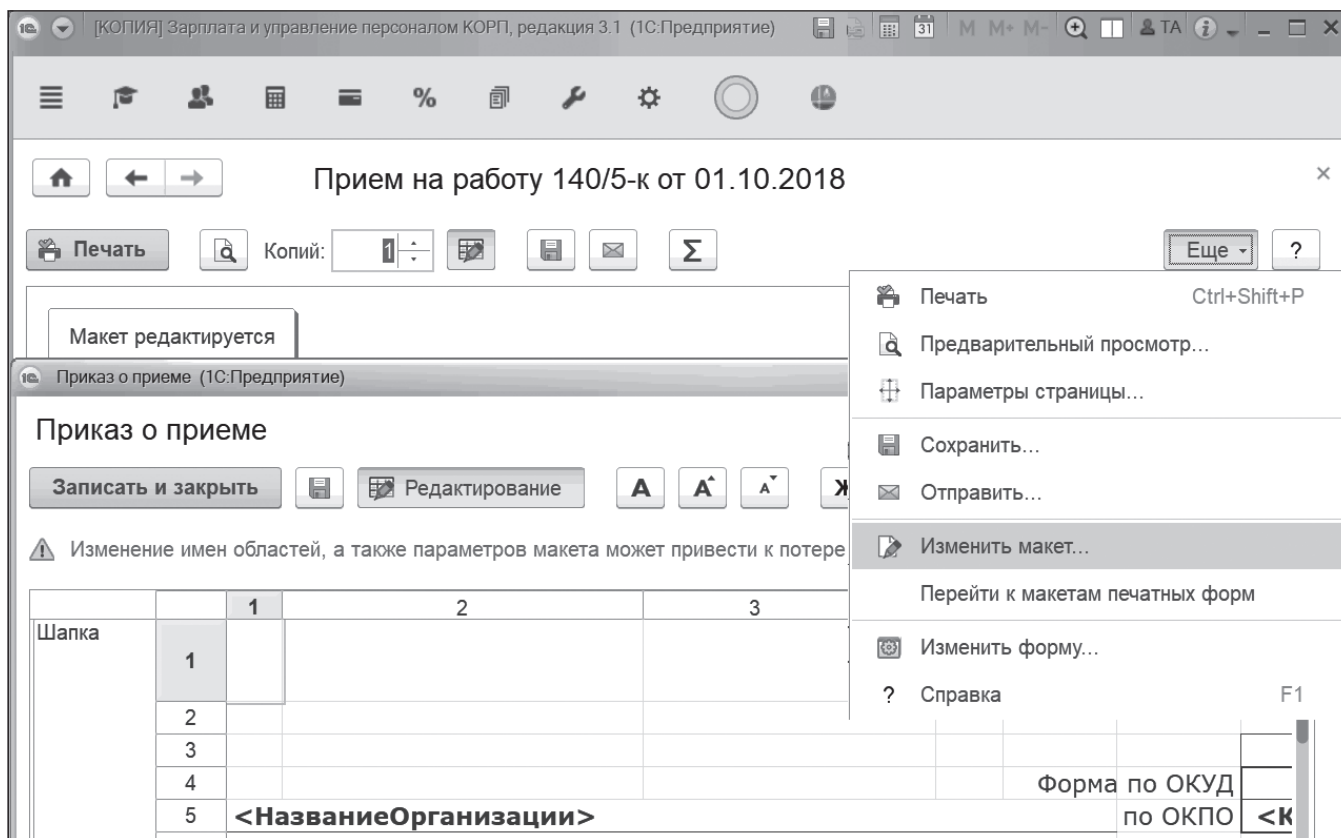 [КОПИЯ] Зарплата и управление персоналом КОРП, редакция 3.1 (1С:Предприятие)
31 M M+ M- ТА
%
Прием на работу 140/5-к от 01.10.2018
Печать Копий: 1 Σ Еще ?
Печать Ctrl+Shift+P
Предварительный просмотр...
Параметры страницы...
Сохранить...
Отправить...
Изменить макет...
Перейти к макетам печатных форм
Изменить форму...
? Справка F1
Макет редактируется
Приказ о приеме (1С:Предприятие)
Приказ о приеме
Записать и закрыть Редактирование A A A Ж
Изменение имен областей, а также параметров макета может привести к потере
1 2 3
Шапка
1
2
3
4 Форма по ОКУД
5 <НазваниеОрганизации> по ОКПО <К